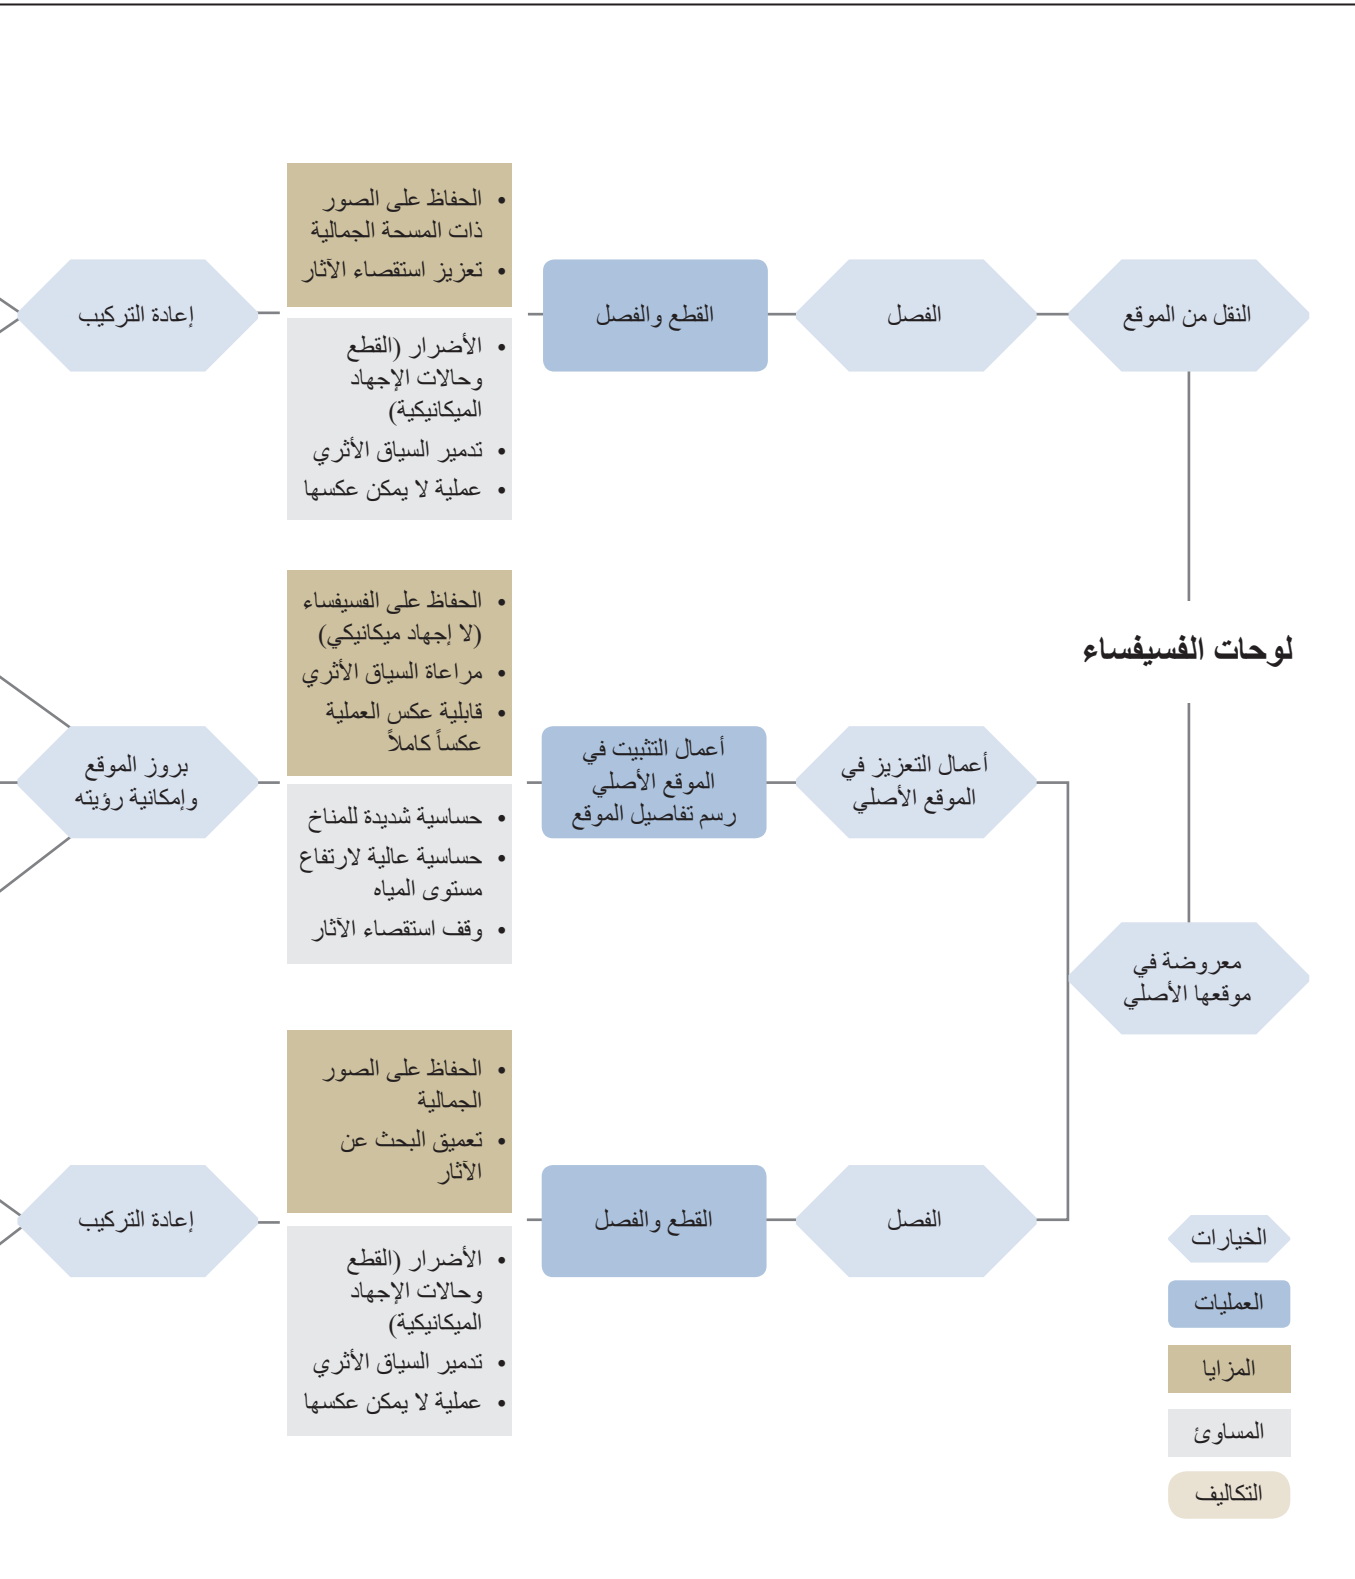 النقل من الموقع
الفصل
القطع والفصل
• الحفاظ على الصور
ذات المسحة الجمالية
• تعزيز استقصاء الآثار
• الأضرار (القطع
وحالات الإجهاد
الميكانيكية)
• تدمير السياق الأثري
• عملية لا يمكن عكسها
إعادة التركيب
لوحات الفسيفساء
معروضة في
موقعها الأصلي
أعمال التعزيز في
الموقع الأصلي
أعمال التثبيت في
الموقع الأصلي
رسم تفاصيل الموقع
• الحفاظ على الفسيفساء
(لا إجهاد ميكانيكي)
• مراعاة السياق الأثري
• قابلية عكس العملية
عكساً كاملاً
• حساسية شديدة للمناخ
• حساسية عالية لارتفاع
مستوى المياه
• وقف استقصاء الآثار
بروز الموقع
وإمكانية رؤيته
الفصل
القطع والفصل
• الحفاظ على الصور
الجمالية
• تعميق البحث عن
الآثار
• الأضرار (القطع
وحالات الإجهاد
الميكانيكية)
• تدمير السياق الأثري
• عملية لا يمكن عكسها
إعادة التركيب
الخيارات
العمليات
المزايا
المساوئ
التكاليف